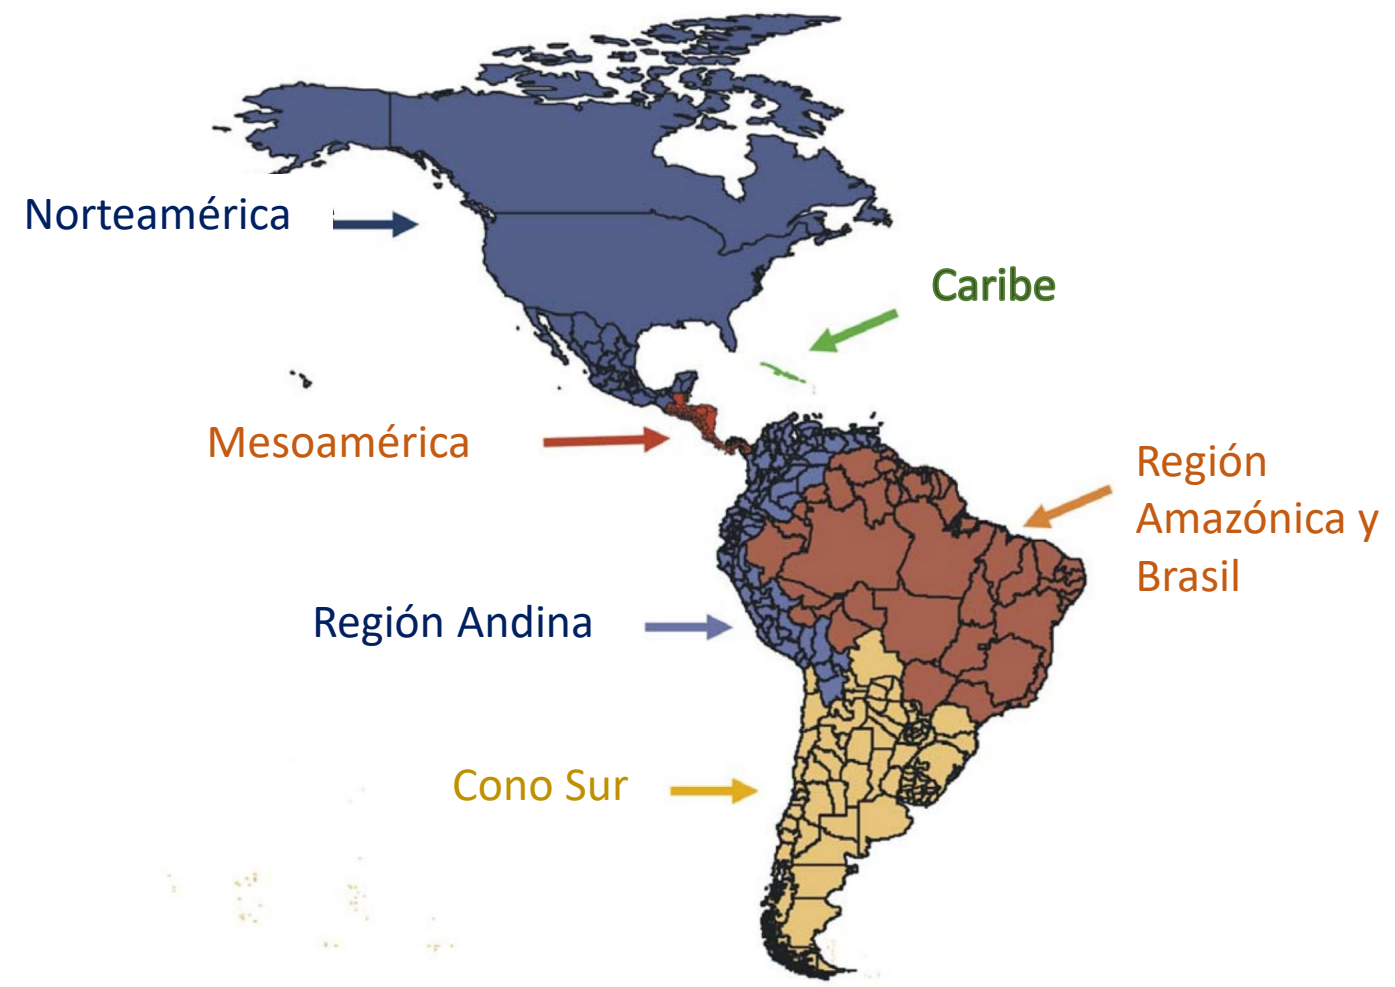 Norteamérica
Caribe
Mesoamérica
Región
Amazónica y
Brasil
Región Andina
Cono Sur